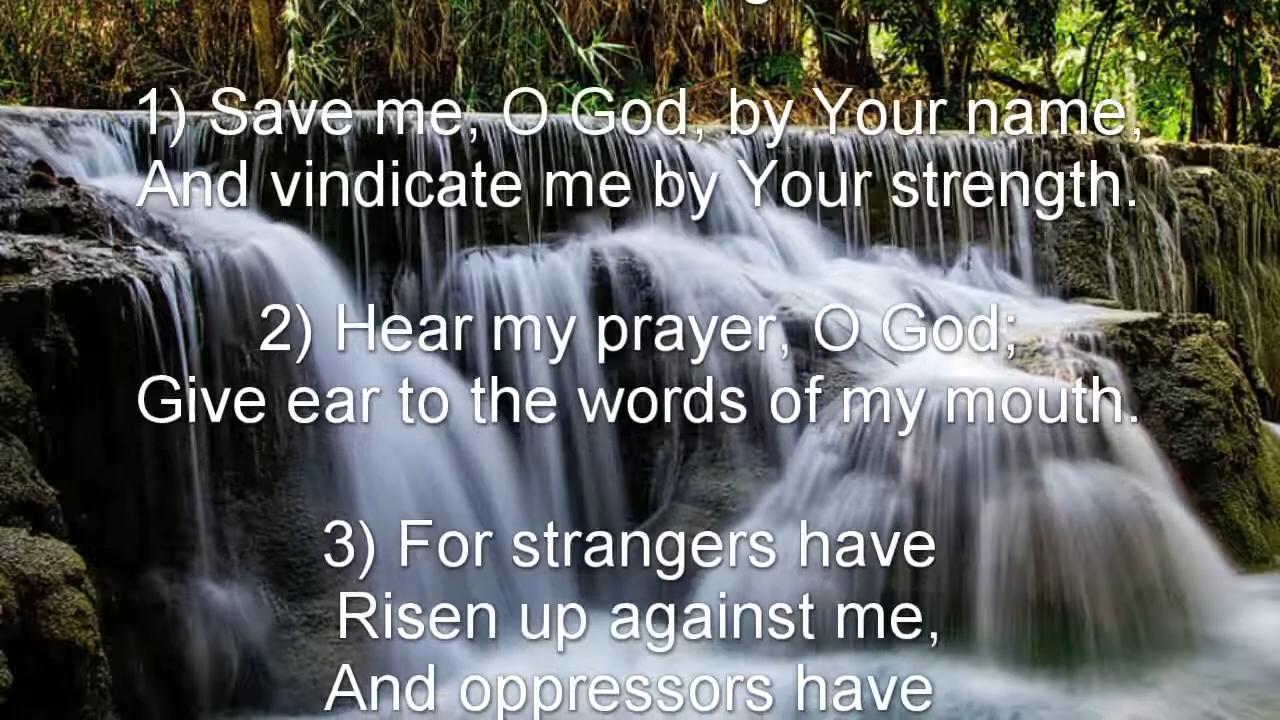 1) Save me, O God, by Your name,
And vindicate me by Your strength.
2) Hear my prayer, O God;
Give ear to the words of my mouth.
3) For strangers have
Risen up against me,
And oppressors have